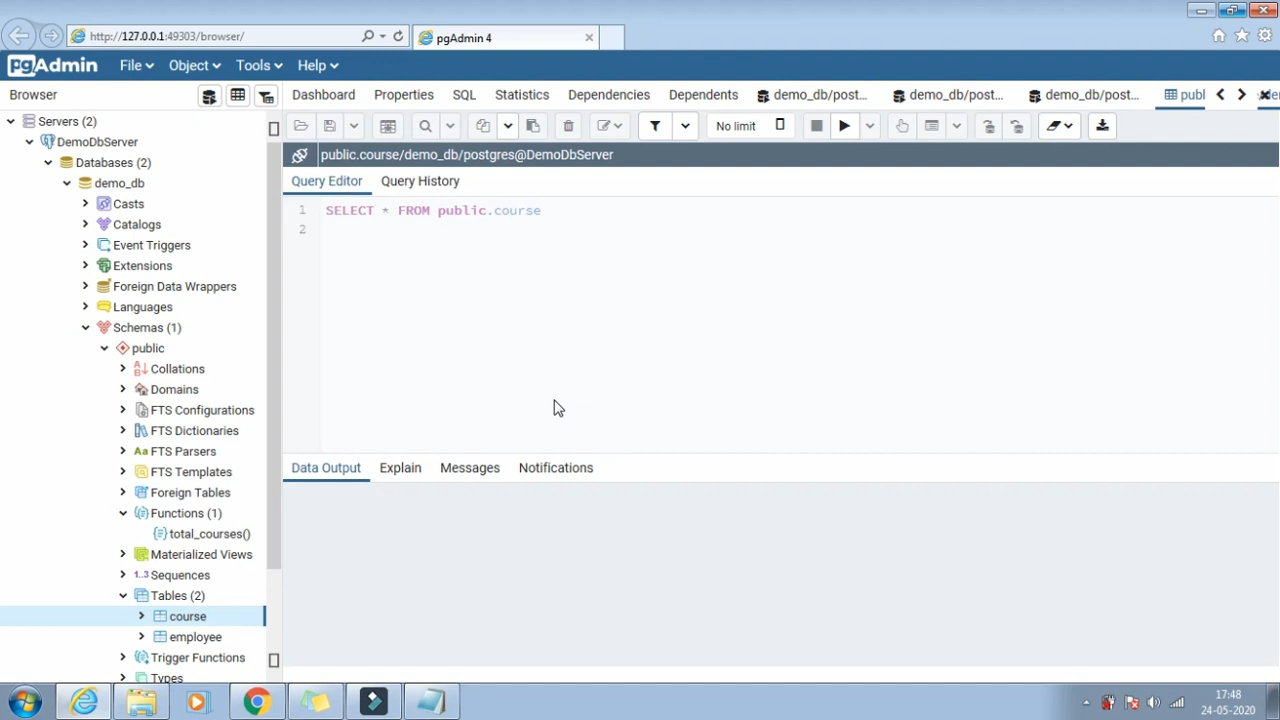 http://127.0.0.1:49303/browser/
pgAdmin 4
pgAdmin
File
Object
Tools
Help
Browser
Dashboard
Properties
SQL
Statistics
Dependencies
Dependents
demo_db/post...
demo_db/post...
demo_db/post...
publ
No limit
public.course/demo_db/postgres@DemoDbServer
Query Editor
Query History
1 SELECT * FROM public.course
2
Servers (2)
DemoDbServer
Databases (2)
demo_db
Casts
Catalogs
Event Triggers
Extensions
Foreign Data Wrappers
Languages
Schemas (1)
public
Collations
Domains
FTS Configurations
FTS Dictionaries
Aa FTS Parsers
FTS Templates
Foreign Tables
Functions (1)
total_courses()
Materialized Views
1..3 Sequences
Tables (2)
course
employee
Trigger Functions
Types
Data Output
Explain
Messages
Notifications
17:48
24-05-2020